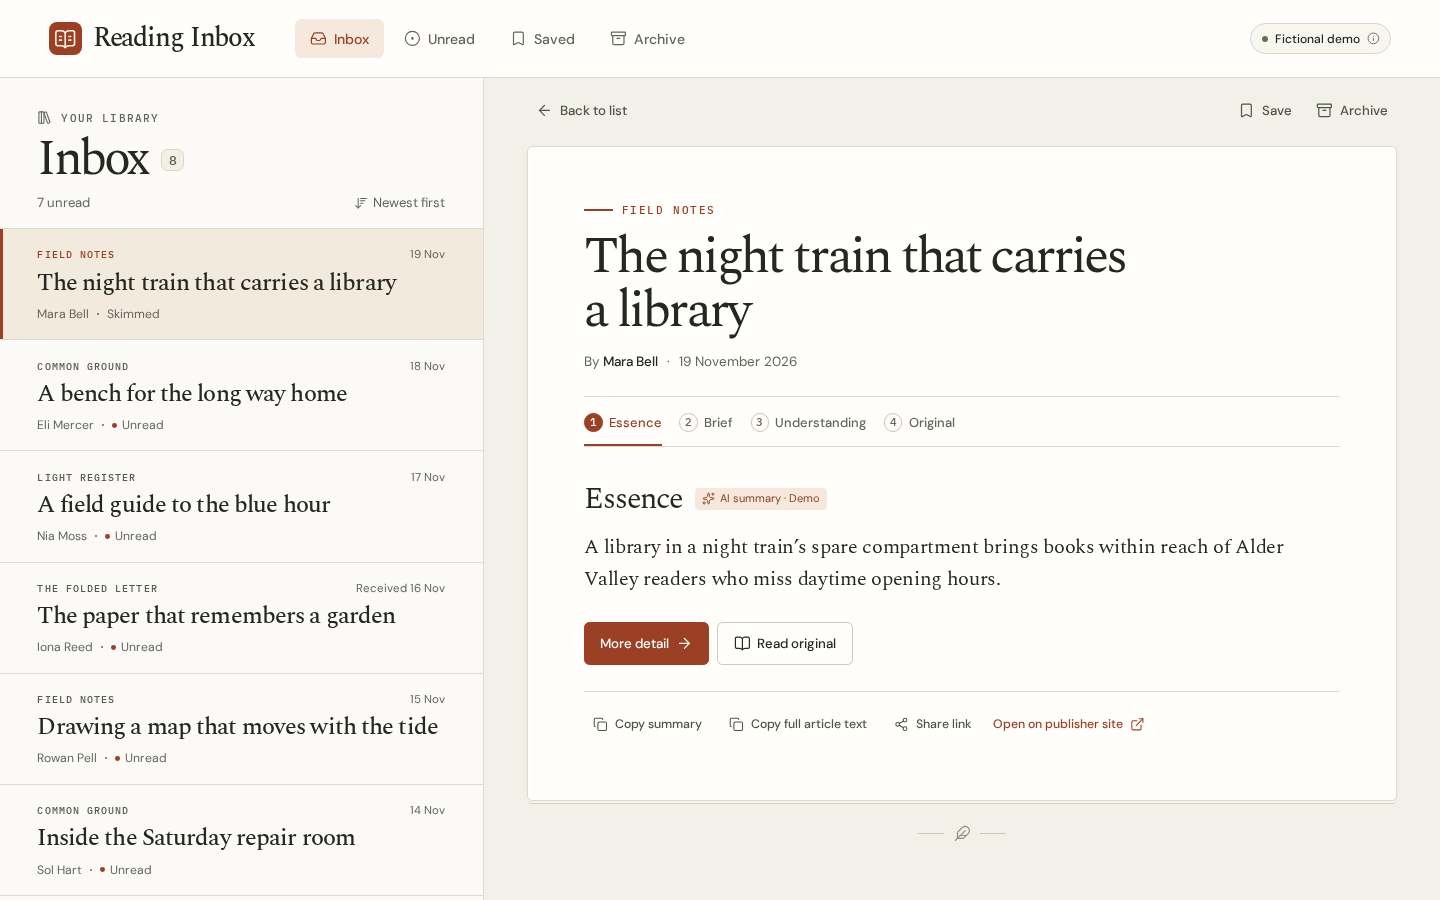 Reading Inbox
Inbox
Unread
Saved
Archive
Fictional demo
YOUR LIBRARY
Inbox 8
7 unread
Newest first
FIELD NOTES
19 Nov
The night train that carries a library
Mara Bell · Skimmed
COMMON GROUND
18 Nov
A bench for the long way home
Eli Mercer · Unread
LIGHT REGISTER
17 Nov
A field guide to the blue hour
Nia Moss · Unread
THE FOLDED LETTER
Received 16 Nov
The paper that remembers a garden
Iona Reed · Unread
FIELD NOTES
15 Nov
Drawing a map that moves with the tide
Rowan Pell · Unread
COMMON GROUND
14 Nov
Inside the Saturday repair room
Sol Hart · Unread
Back to list
Save
Archive
FIELD NOTES
The night train that carries
a library
By Mara Bell · 19 November 2026
1 Essence
2 Brief
3 Understanding
4 Original
Essence
AI summary · Demo
A library in a night train’s spare compartment brings books within reach of Alder
Valley readers who miss daytime opening hours.
More detail
Read original
Copy summary
Copy full article text
Share link
Open on publisher site